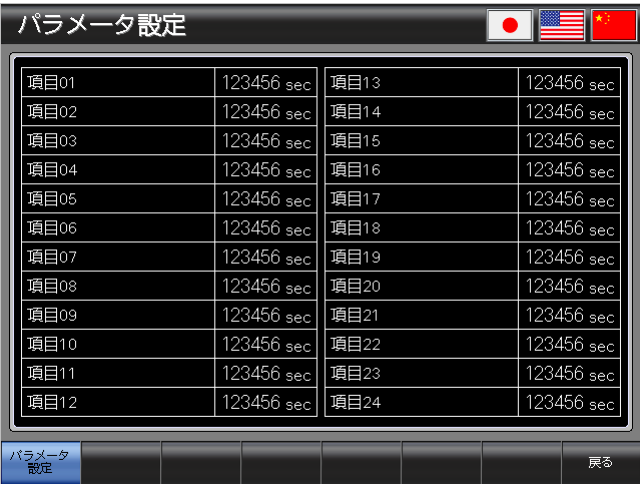 パラメータ設定
項目01 123456 sec 項目13 123456 sec
項目02 123456 sec 項目14 123456 sec
項目03 123456 sec 項目15 123456 sec
項目04 123456 sec 項目16 123456 sec
項目05 123456 sec 項目17 123456 sec
項目06 123456 sec 項目18 123456 sec
項目07 123456 sec 項目19 123456 sec
項目08 123456 sec 項目20 123456 sec
項目09 123456 sec 項目21 123456 sec
項目10 123456 sec 項目22 123456 sec
項目11 123456 sec 項目23 123456 sec
項目12 123456 sec 項目24 123456 sec
パラメータ
設定
戻る